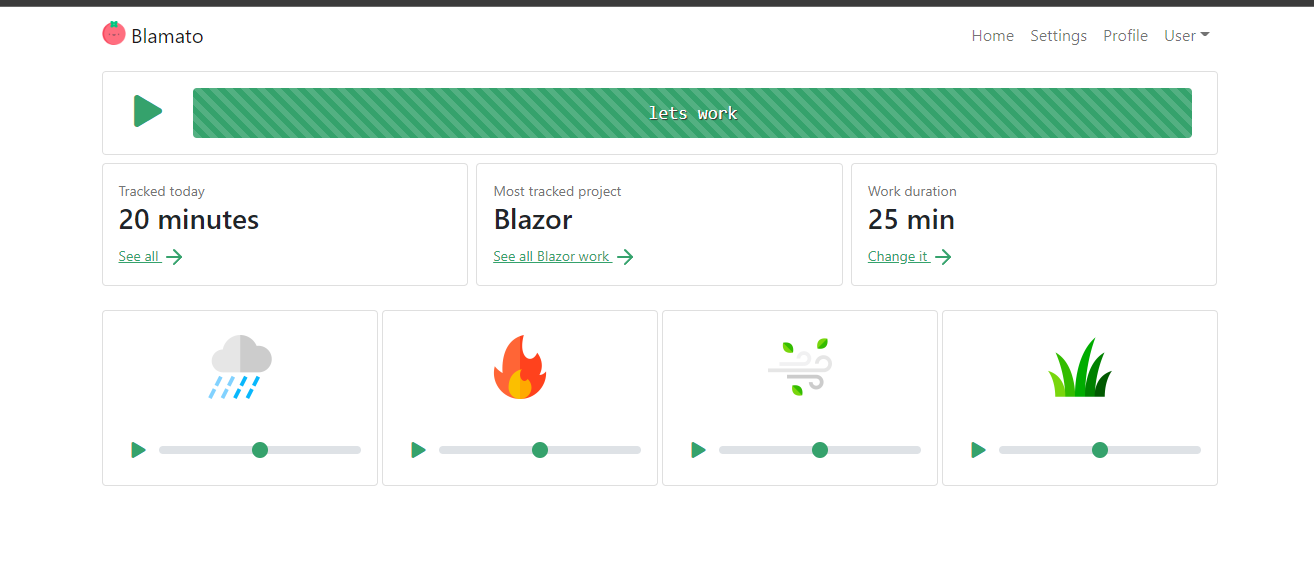 Blamato
Home Settings Profile User
lets work
Tracked today
20 minutes
See all
Most tracked project
Blazor
See all Blazor work
Work duration
25 min
Change it